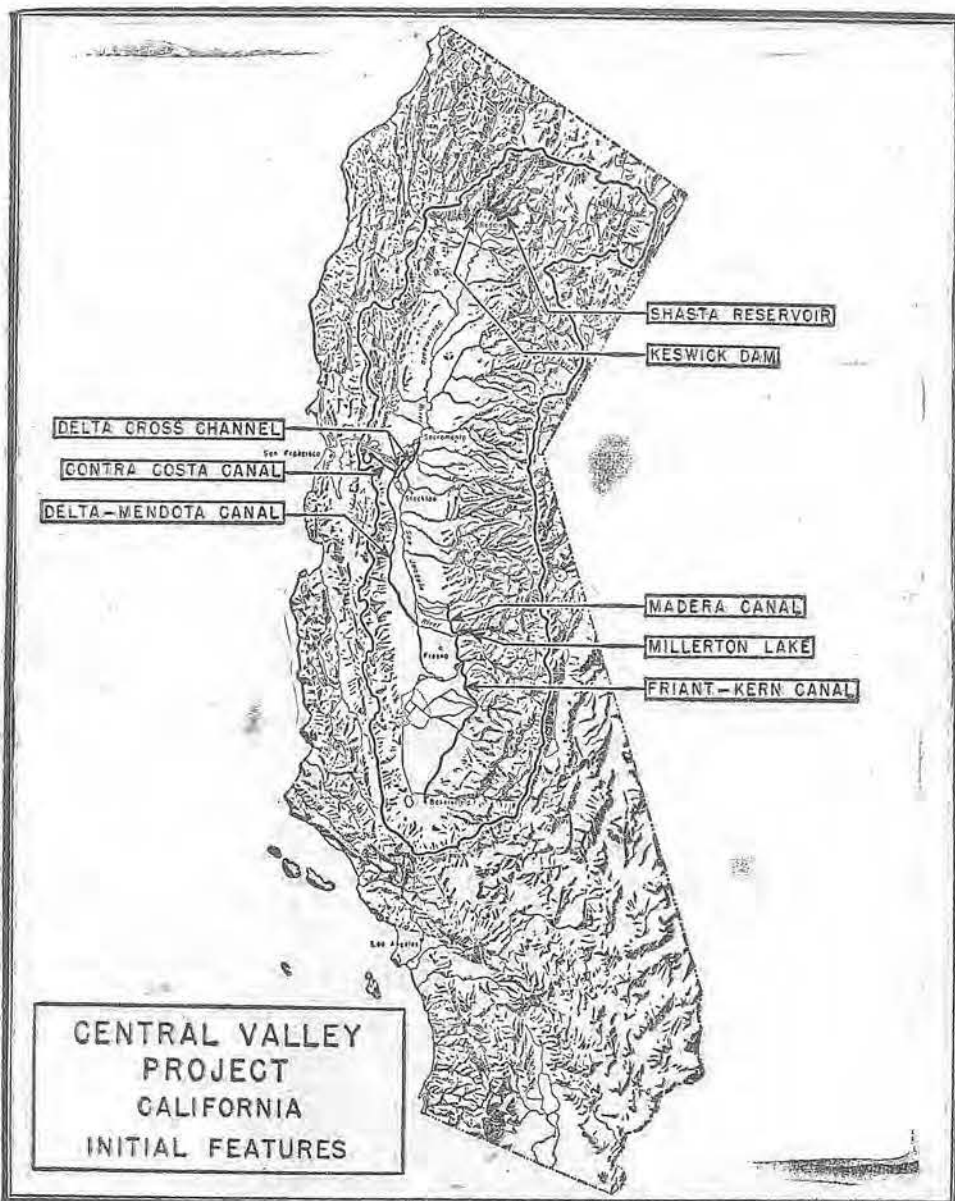 SHASTA RESERVOIR
KESWICK DAM
DELTA CROSS CHANNEL
Sacramento
San Francisco
CONTRA COSTA CANAL
Stockton
DELTA-MENDOTA CANAL
MADERA CANAL
River
MILLERTON LAKE
Fresno
FRIANT-KERN CANAL
Los Angeles
CENTRAL VALLEY
PROJECT
CALIFORNIA
INITIAL FEATURES